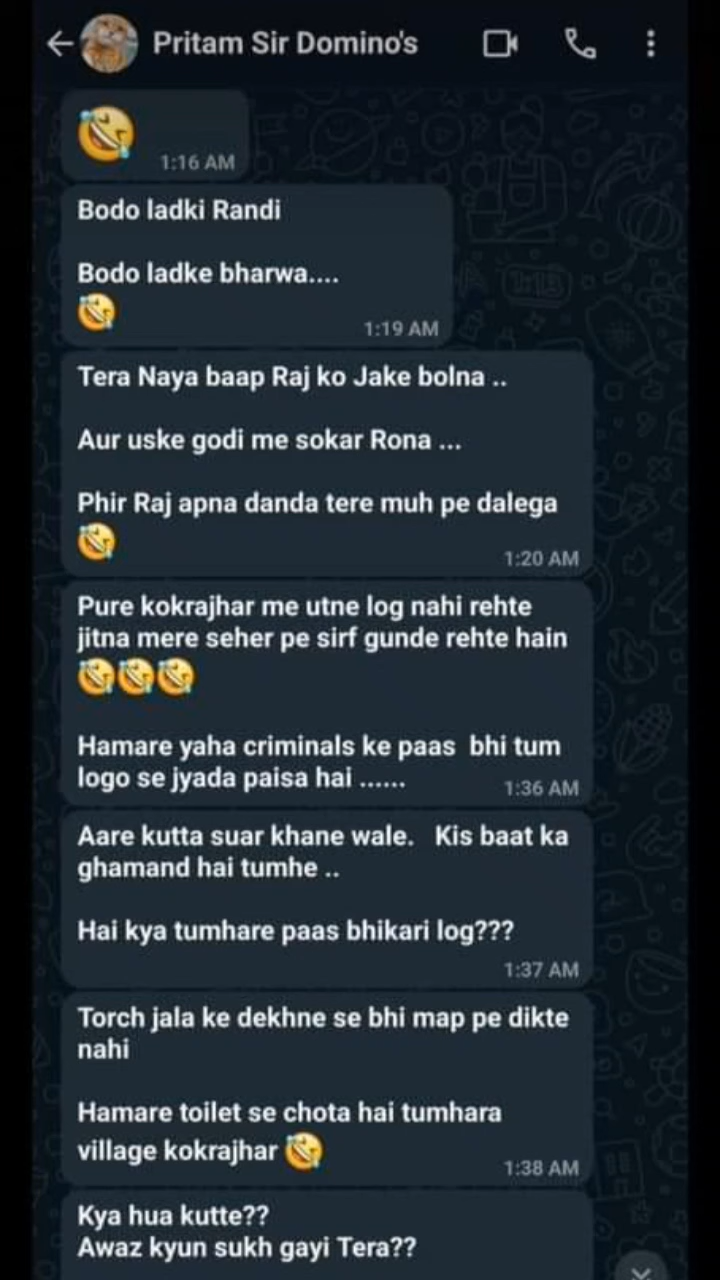 Pritam Sir Domino's
🤣
1:16 AM
Bodo ladki Randi
Bodo ladke bharwa....
🤣
1:19 AM
Tera Naya baap Raj ko Jake bolna ..
Aur uske godi me sokar Rona ...
Phir Raj apna danda tere muh pe dalega
🤣
1:20 AM
Pure kokrajhar me utne log nahi rehte
jitna mere seher pe sirf gunde rehte hain
🤣🤣🤣
Hamare yaha criminals ke paas  bhi tum
logo se jyada paisa hai ......
1:36 AM
Aare kutta suar khane wale.   Kis baat ka
ghamand hai tumhe ..
Hai kya tumhare paas bhikari log???
1:37 AM
Torch jala ke dekhne se bhi map pe dikte
nahi
Hamare toilet se chota hai tumhara
village kokrajhar 🤣
1:38 AM
Kya hua kutte??
Awaz kyun sukh gayi Tera??